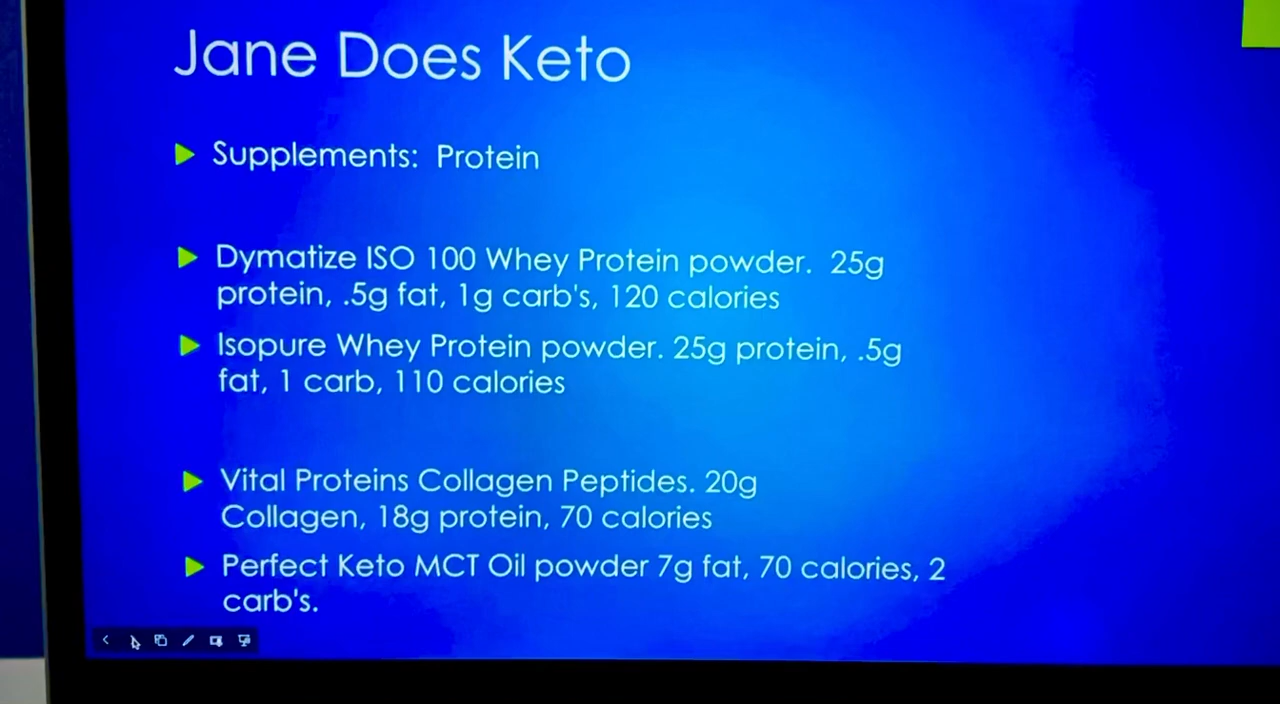 Jane Does Keto
Supplements:  Protein
Dymatize ISO 100 Whey Protein powder.  25g
protein, .5g fat, 1g carb's, 120 calories
Isopure Whey Protein powder. 25g protein, .5g
fat, 1 carb, 110 calories
Vital Proteins Collagen Peptides. 20g
Collagen, 18g protein, 70 calories
Perfect Keto MCT Oil powder 7g fat, 70 calories, 2
carb's.